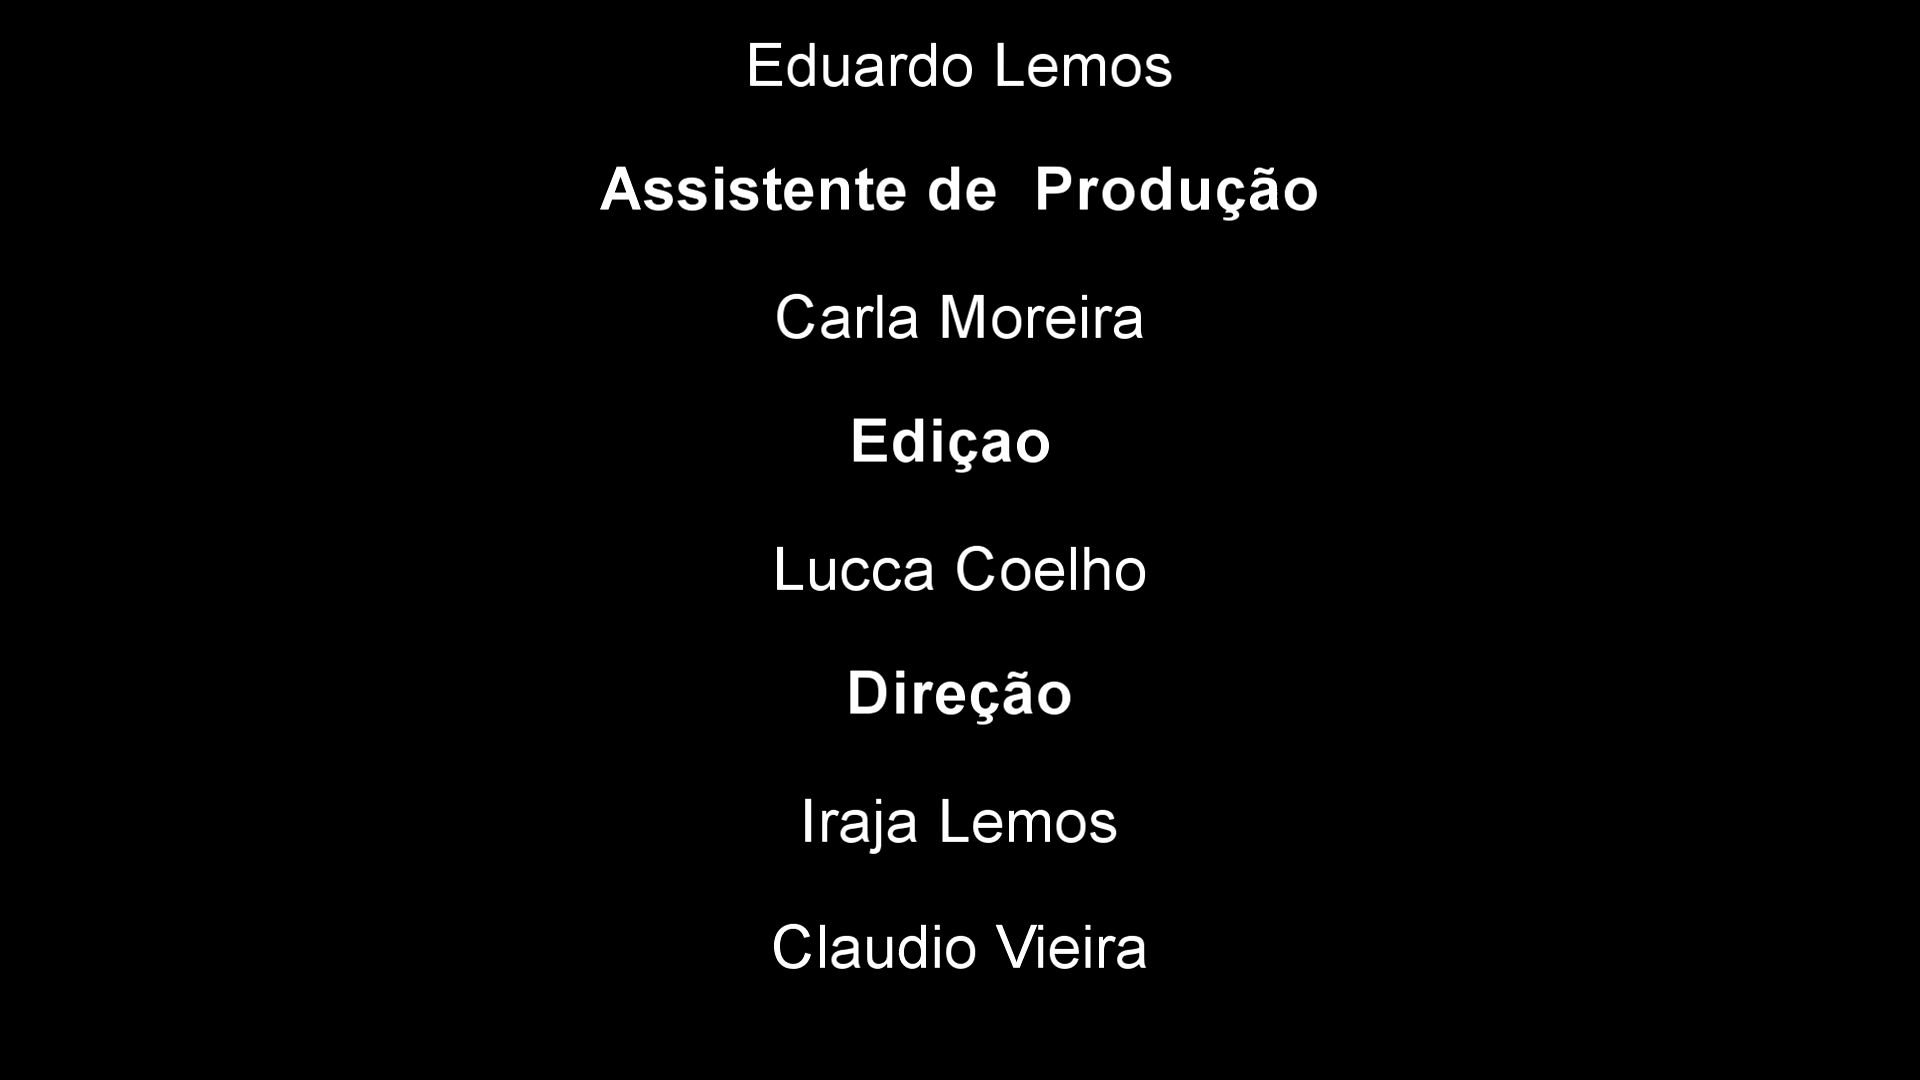 Eduardo Lemos
Assistente de  Produção
Carla Moreira
Ediçao
Lucca Coelho
Direção
Iraja Lemos
Claudio Vieira